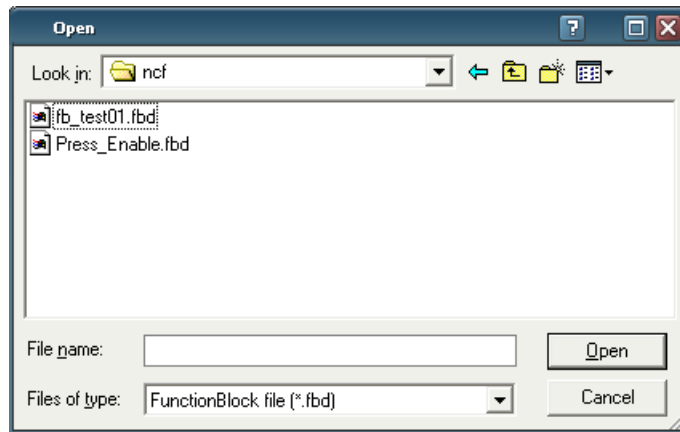 Open
Look in: ncf
fb_test01.fbd
Press_Enable.fbd
File name: Open
Files of type: FunctionBlock file (*.fbd) Cancel